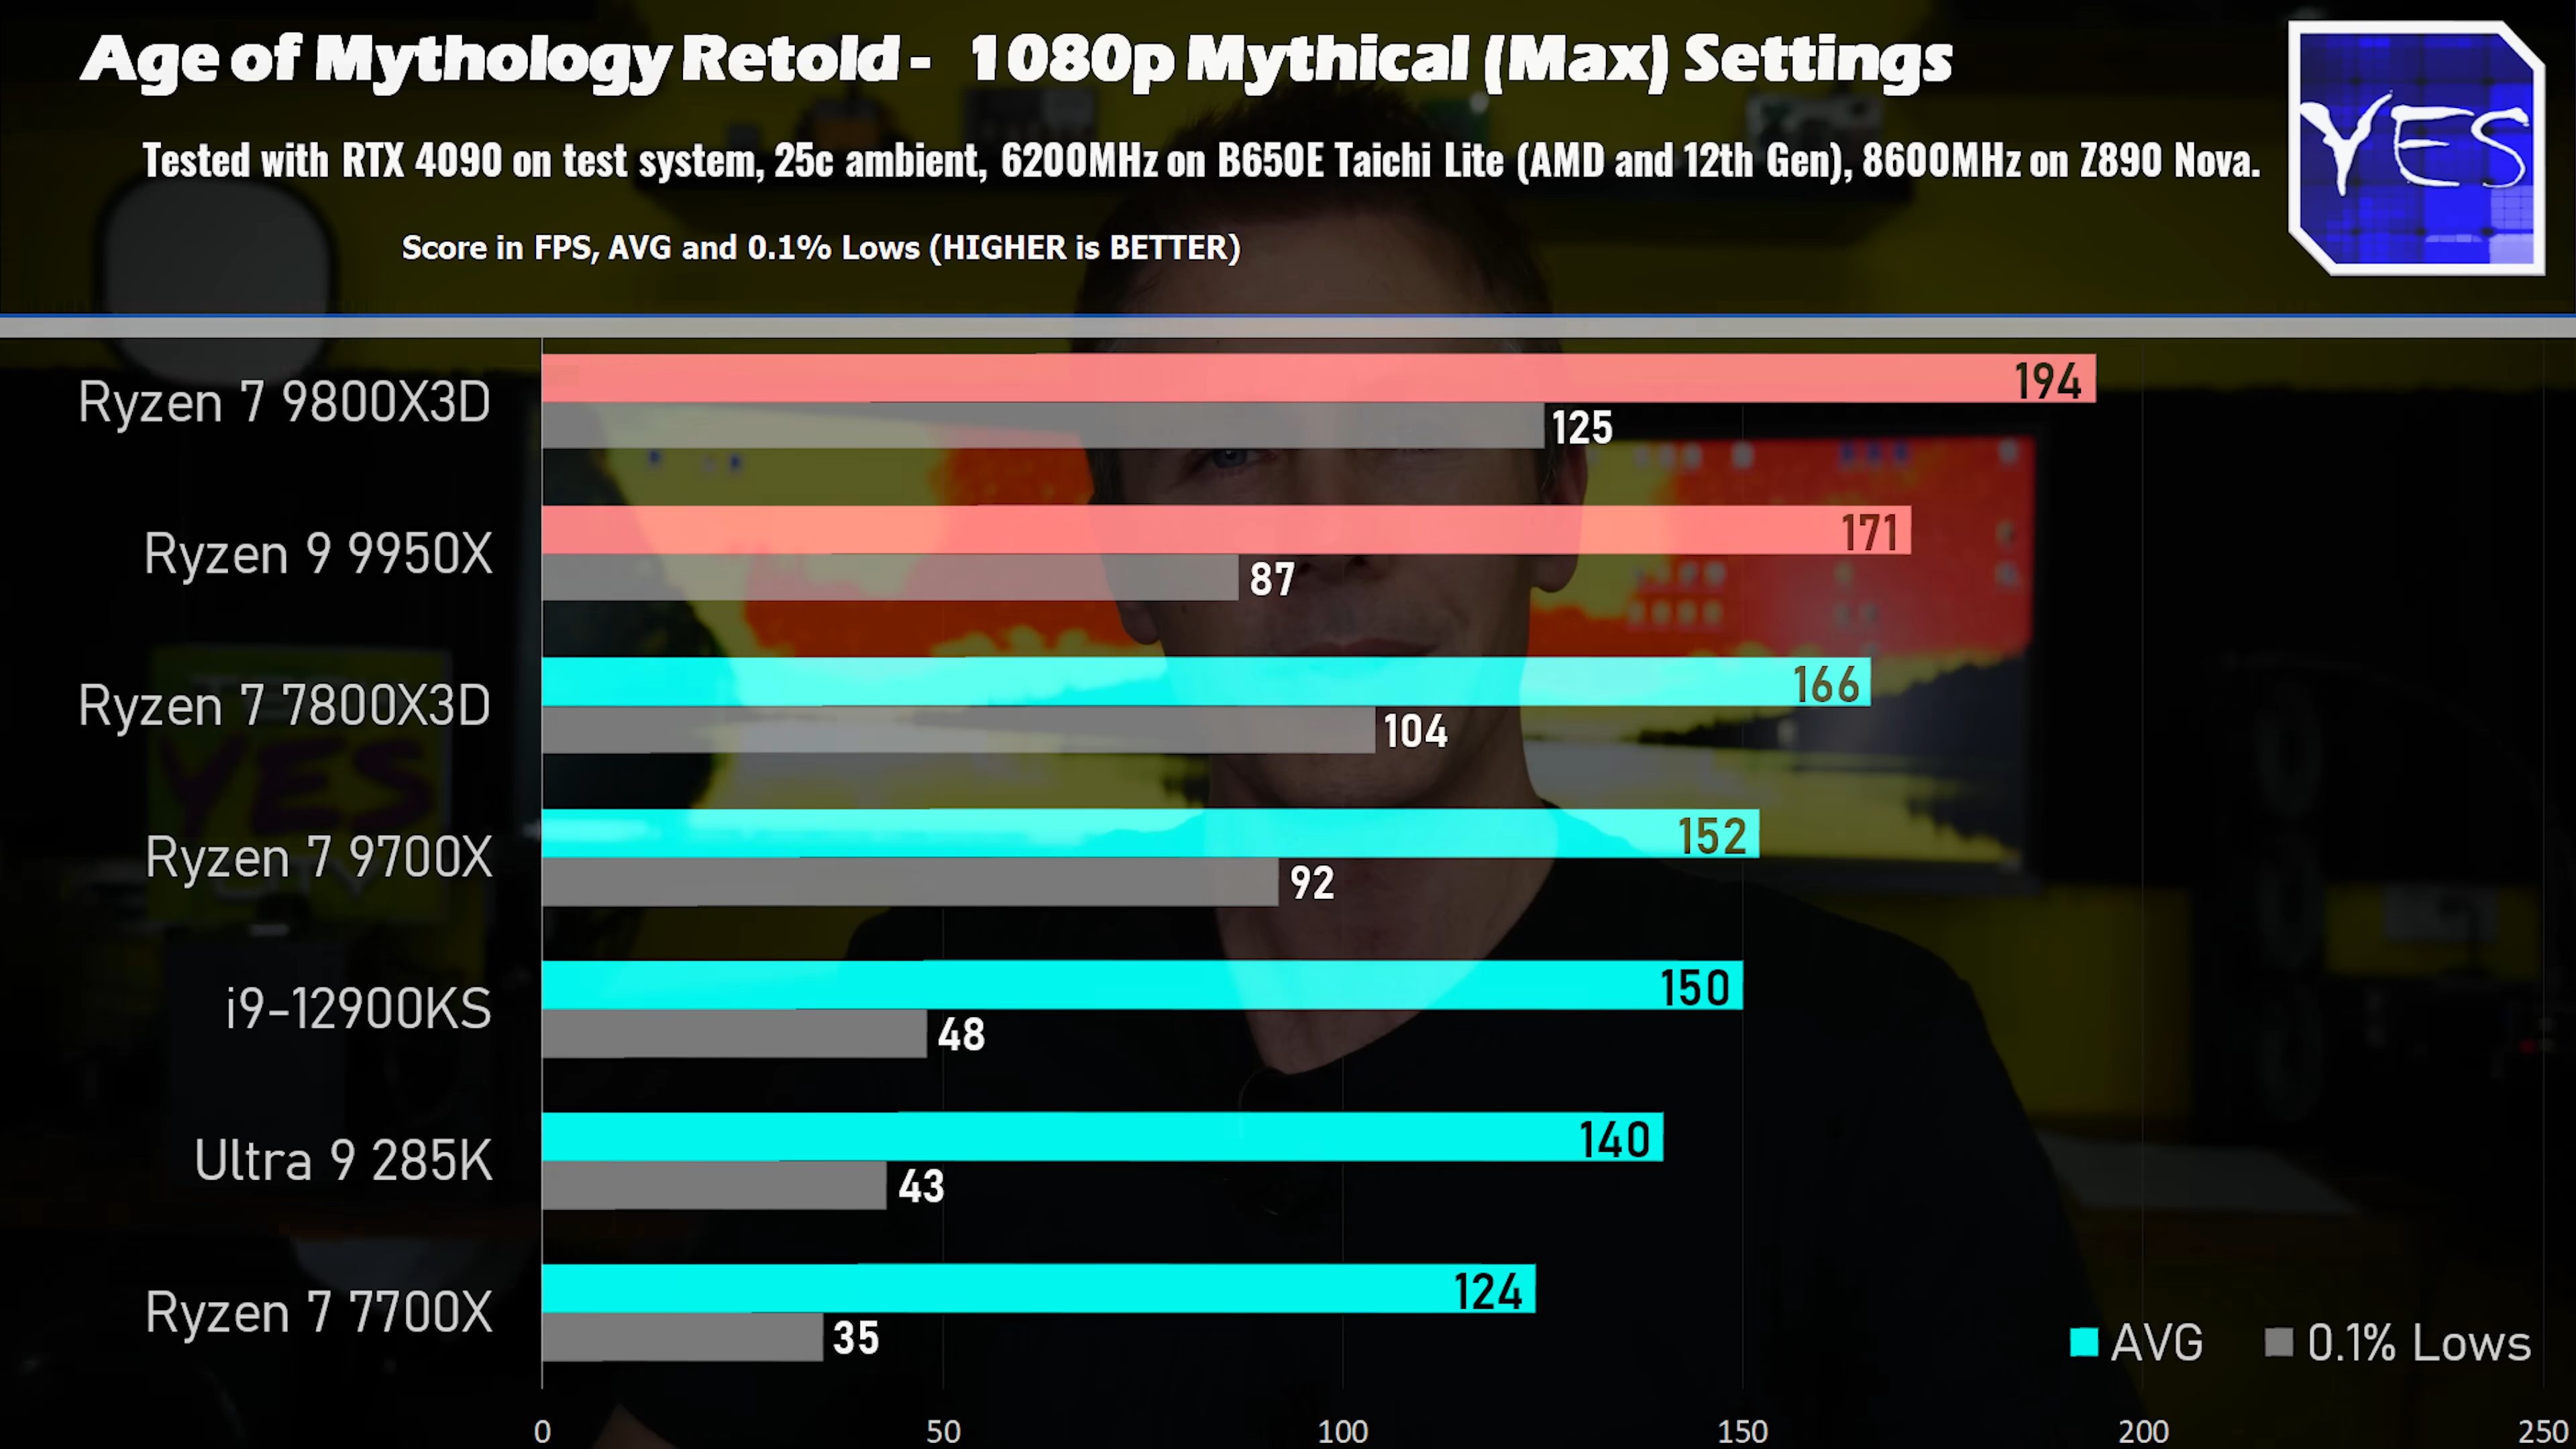 Age of Mythology Retold - 1080p Mythical (Max) Settings
YES
Tested with RTX 4090 on test system, 25c ambient, 6200MHz on B650E Taichi Lite (AMD and 12th Gen), 8600MHz on Z890 Nova.
Score in FPS, AVG and 0.1% Lows (HIGHER is BETTER)
Ryzen 7 9800X3D
194
125
Ryzen 9 9950X
171
87
Ryzen 7 7800X3D
166
104
YES
Ryzen 7 9700X
152
92
CITY
i9-12900KS
150
48
Ultra 9 285K
140
43
Ryzen 7 7700X
124
35
AVG
0.1% Lows
0 50 100 150 200 250